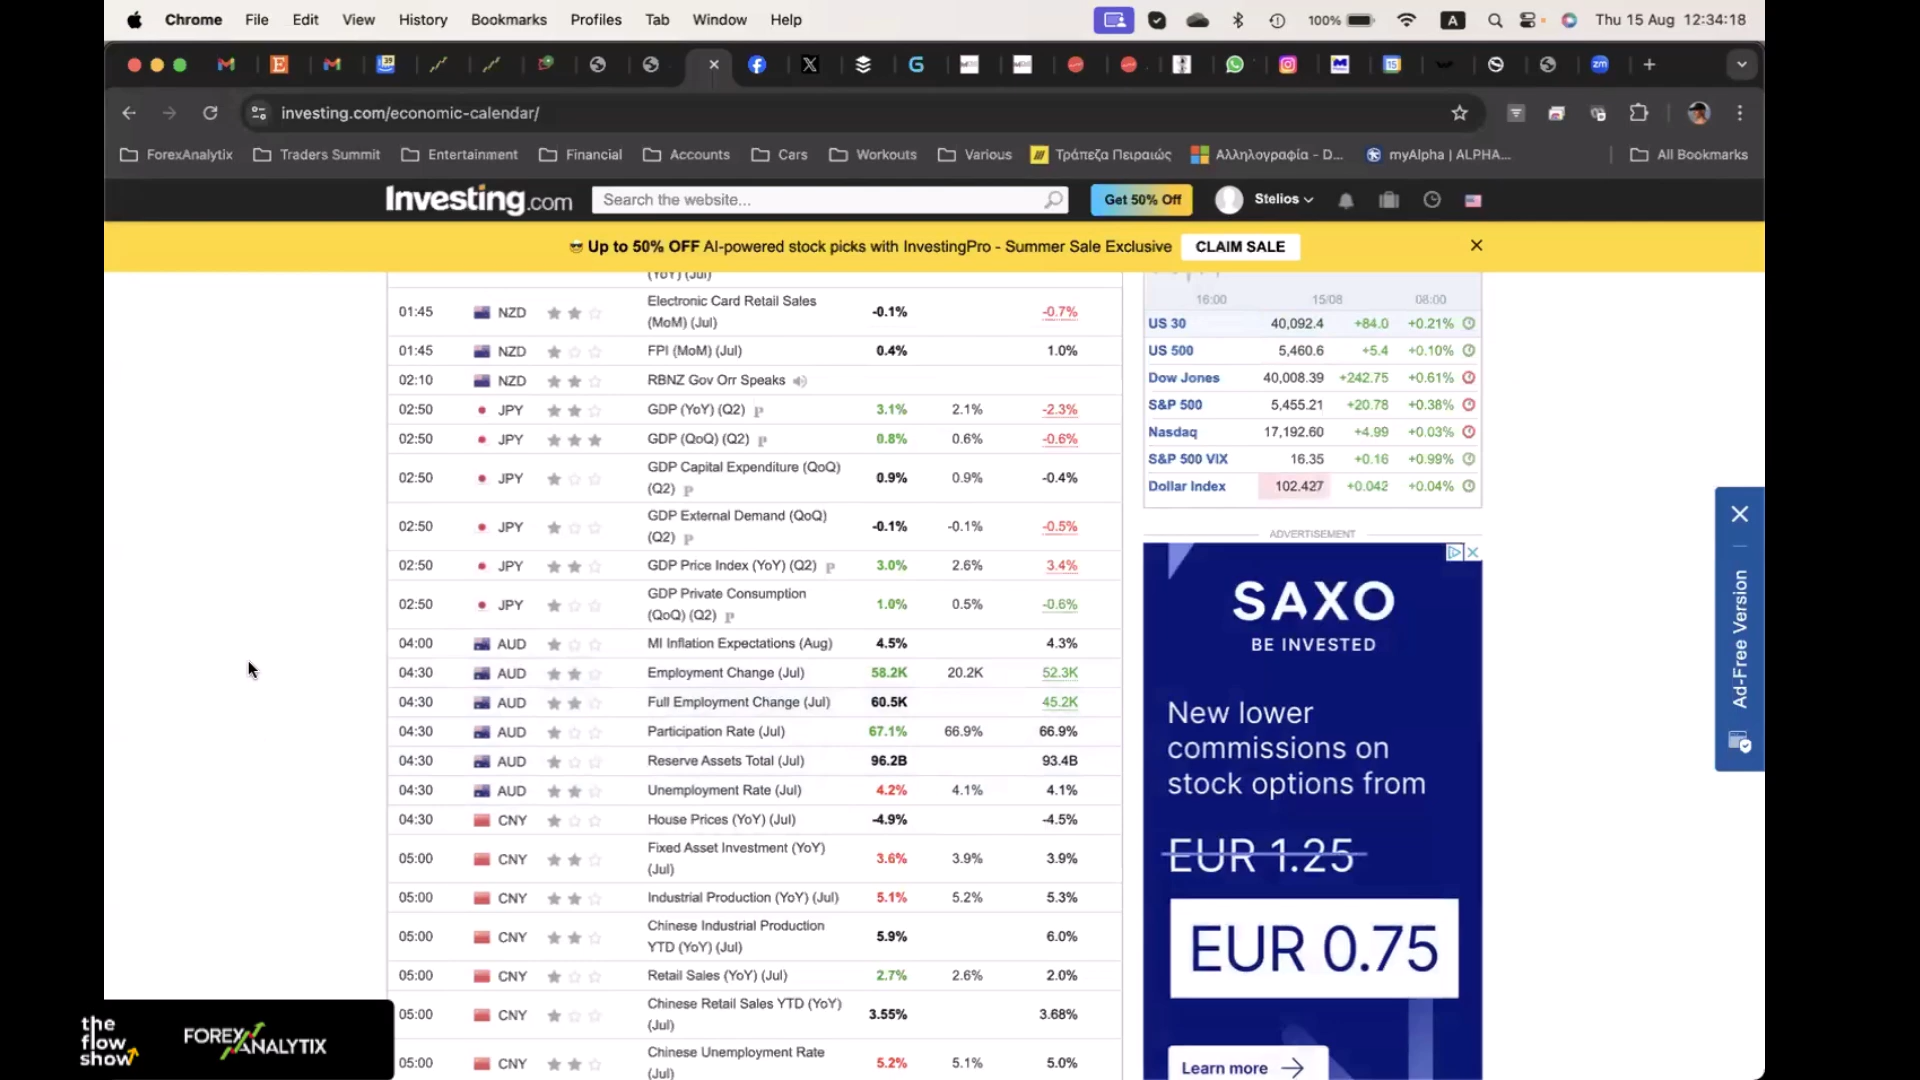 Chrome File Edit View History Bookmarks Profiles Tab Window Help 100% A Thu 15 Aug 12:34:18
investing.com/economic-calendar/
ForexAnalytix Traders Summit Entertainment Financial Accounts Cars Workouts Various Τράπεζα Πειραιώς Αλληλογραφία - D... myAlpha | ALPHA... All Bookmarks
Investing.com Search the website... Get 50% Off Stelios
Up to 50% OFF AI-powered stock picks with InvestingPro - Summer Sale Exclusive CLAIM SALE
(YoY) (Jul)
01:45 NZD Electronic Card Retail Sales (MoM) (Jul) -0.1% -0.7%
01:45 NZD FPI (MoM) (Jul) 0.4% 1.0%
02:10 NZD RBNZ Gov Orr Speaks
02:50 JPY GDP (YoY) (Q2) P 3.1% 2.1% -2.3%
02:50 JPY GDP (QoQ) (Q2) P 0.8% 0.6% -0.6%
02:50 JPY GDP Capital Expenditure (QoQ) (Q2) P 0.9% 0.9% -0.4%
02:50 JPY GDP External Demand (QoQ) (Q2) P -0.1% -0.1% -0.5%
02:50 JPY GDP Price Index (YoY) (Q2) P 3.0% 2.6% 3.4%
02:50 JPY GDP Private Consumption (QoQ) (Q2) P 1.0% 0.5% -0.6%
04:00 AUD MI Inflation Expectations (Aug) 4.5% 4.3%
04:30 AUD Employment Change (Jul) 58.2K 20.2K 52.3K
04:30 AUD Full Employment Change (Jul) 60.5K 45.2K
04:30 AUD Participation Rate (Jul) 67.1% 66.9% 66.9%
04:30 AUD Reserve Assets Total (Jul) 96.2B 93.4B
04:30 AUD Unemployment Rate (Jul) 4.2% 4.1% 4.1%
04:30 CNY House Prices (YoY) (Jul) -4.9% -4.5%
05:00 CNY Fixed Asset Investment (YoY) (Jul) 3.6% 3.9% 3.9%
05:00 CNY Industrial Production (YoY) (Jul) 5.1% 5.2% 5.3%
05:00 CNY Chinese Industrial Production YTD (YoY) (Jul) 5.9% 6.0%
05:00 CNY Retail Sales (YoY) (Jul) 2.7% 2.6% 2.0%
05:00 CNY Chinese Retail Sales YTD (YoY) (Jul) 3.55% 3.68%
05:00 CNY Chinese Unemployment Rate (Jul) 5.2% 5.1% 5.0%
16:00 15/08 08:00
US 30 40,092.4 +84.0 +0.21%
US 500 5,460.6 +5.4 +0.10%
Dow Jones 40,008.39 +242.75 +0.61%
S&P 500 5,455.21 +20.78 +0.38%
Nasdaq 17,192.60 +4.99 +0.03%
S&P 500 VIX 16.35 +0.16 +0.99%
Dollar Index 102.427 +0.042 +0.04%
ADVERTISEMENT
SAXO
BE INVESTED
New lower
commissions on
stock options from
EUR 1.25
EUR 0.75
Learn more
Ad-Free Version
the
flow
show
FOREX ANALYTIX